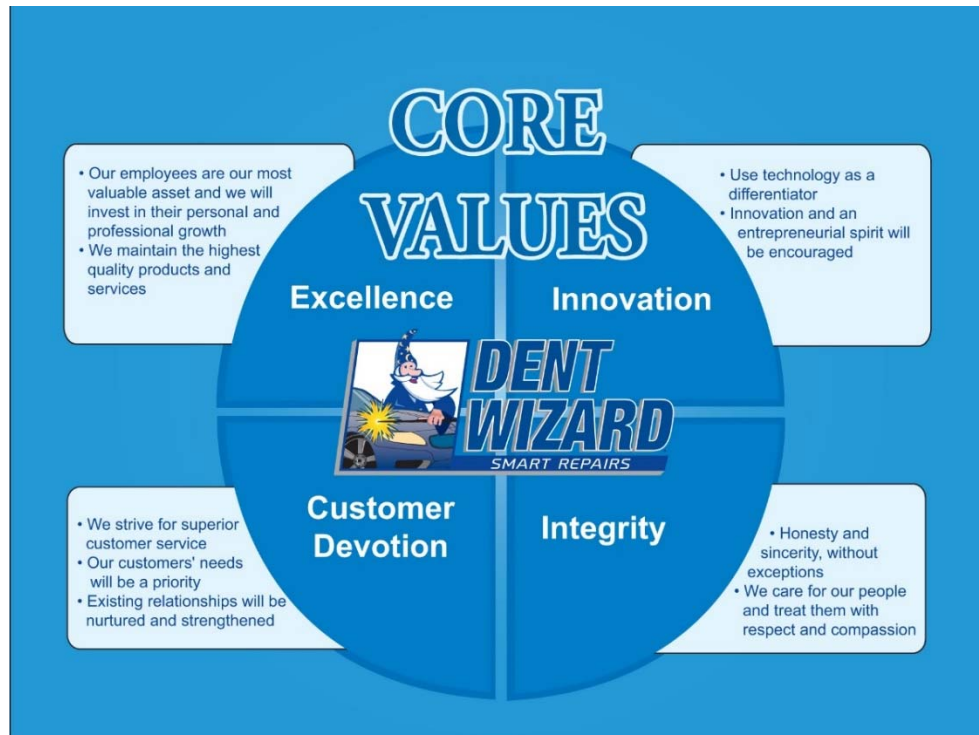 CORE
VALUES
• Our employees are our most
valuable asset and we will
invest in their personal and
professional growth
• We maintain the highest
quality products and
services
Excellence
• Use technology as a
differentiator
• Innovation and an
entrepreneurial spirit will
be encouraged
Innovation
DENT
WIZARD
SMART REPAIRS
• We strive for superior
customer service
• Our customers' needs
will be a priority
• Existing relationships will be
nurtured and strengthened
Customer
Devotion
Integrity
• Honesty and
sincerity, without
exceptions
• We care for our people
and treat them with
respect and compassion